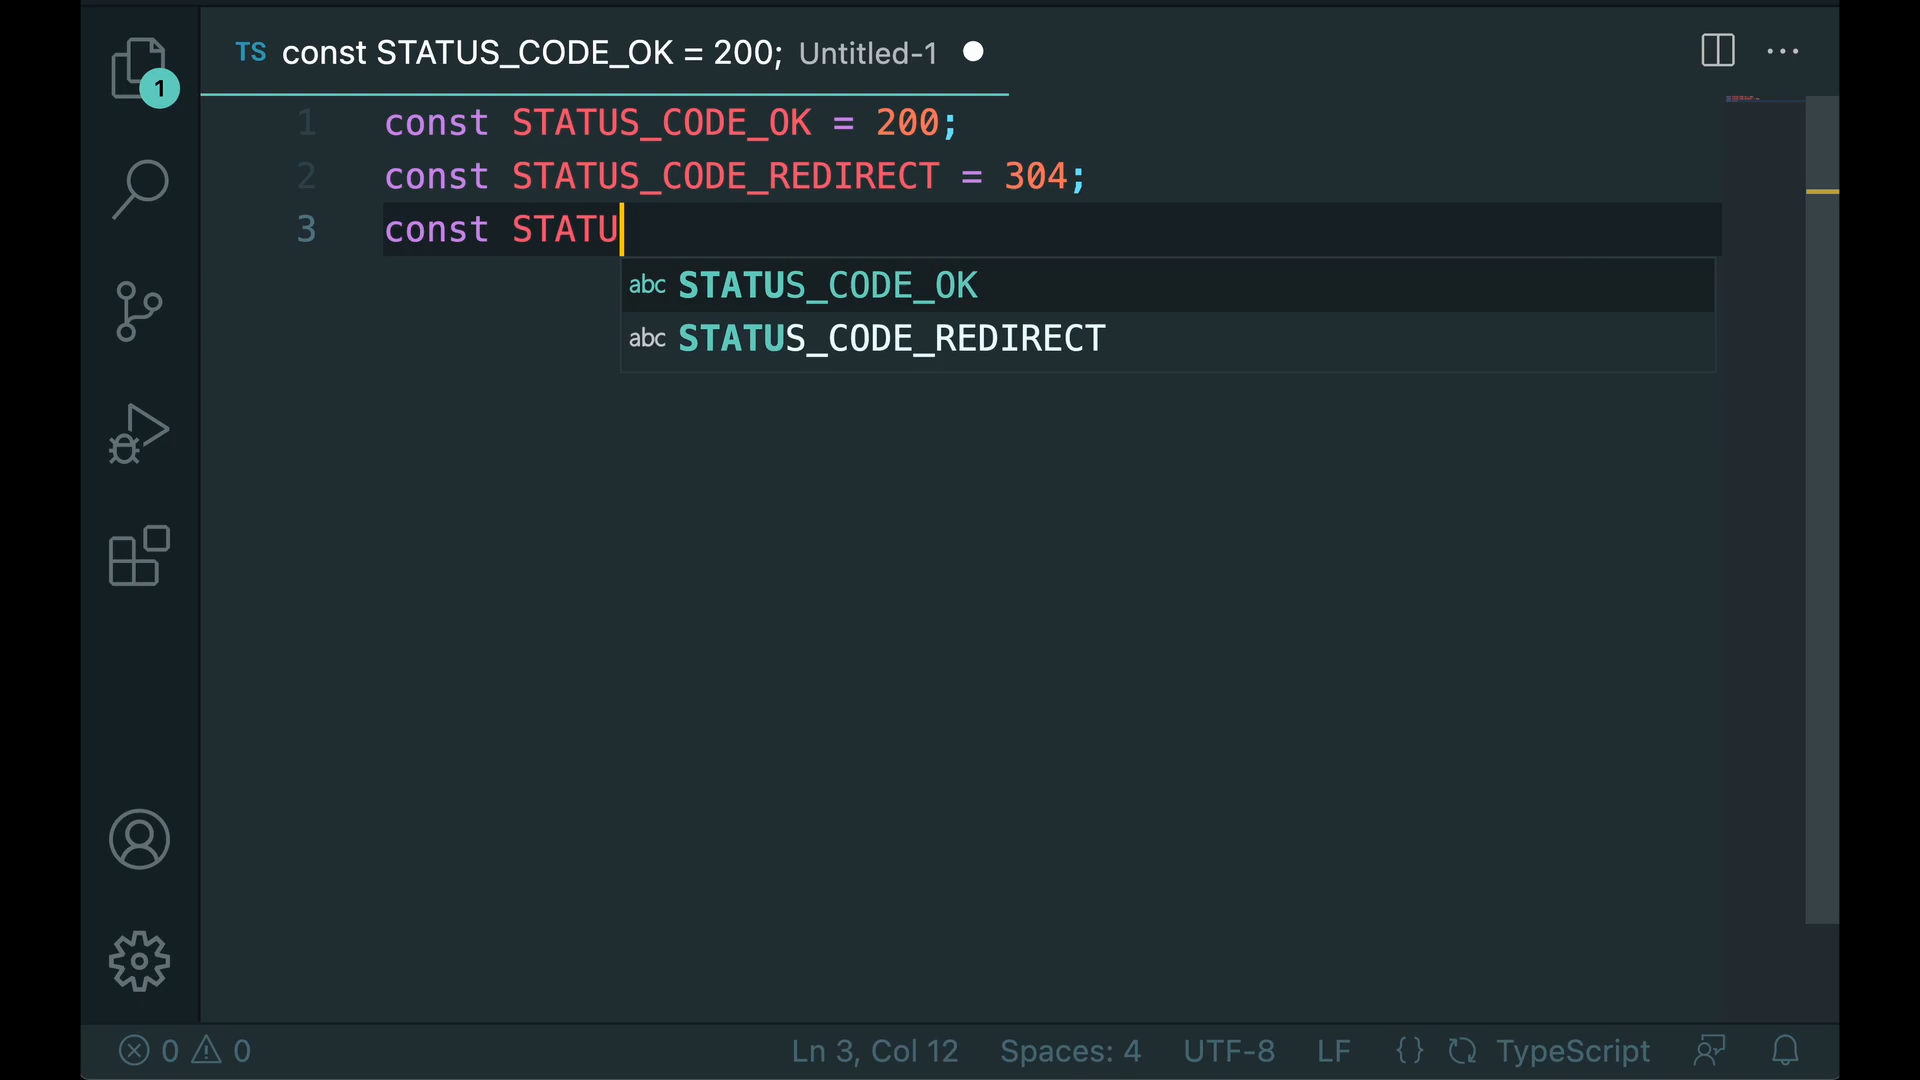 1
TS const STATUS_CODE_OK = 200; Untitled-1
1 const STATUS_CODE_OK = 200;
2 const STATUS_CODE_REDIRECT = 304;
3 const STATU
abc STATUS_CODE_OK
abc STATUS_CODE_REDIRECT
0 0 Ln 3, Col 12 Spaces: 4 UTF-8 LF {} TypeScript